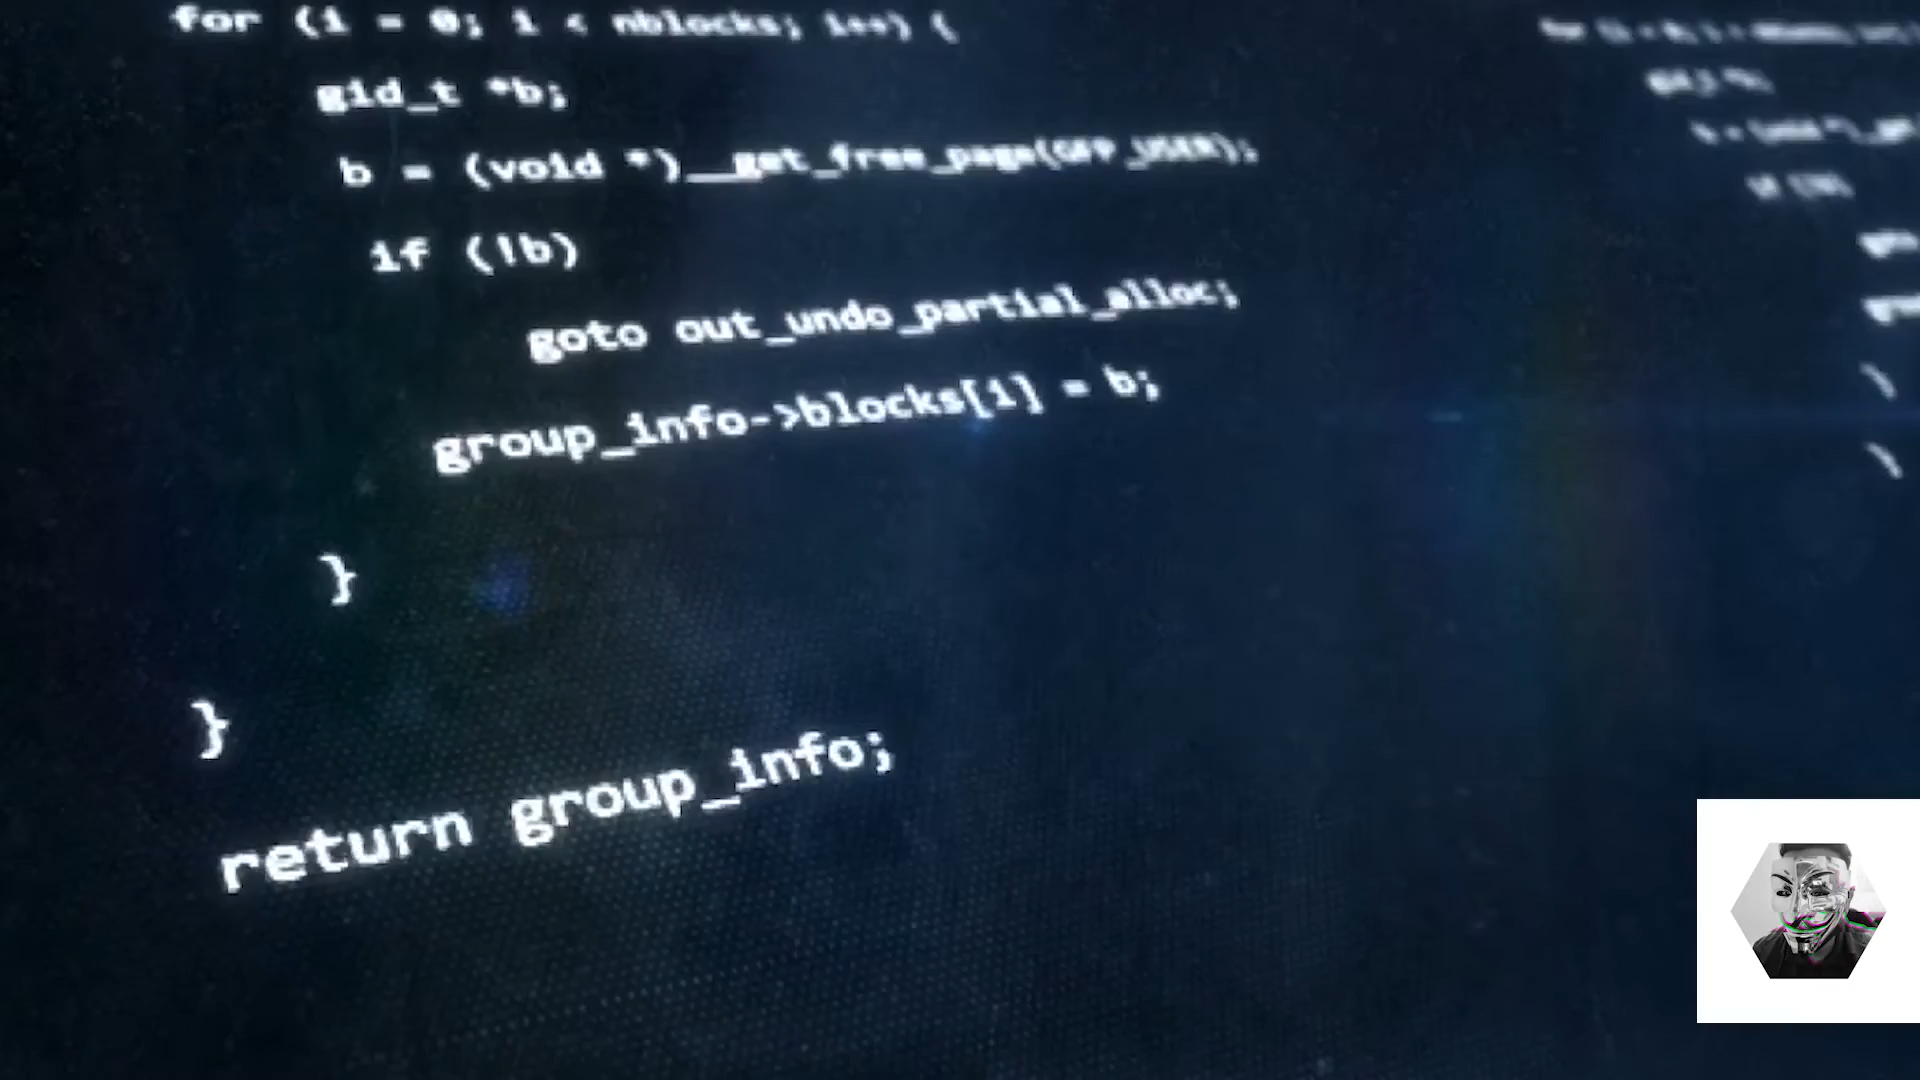 for (i = 0; i < nblocks; i++) {
gid_t *b;
b = (void *)__get_free_page(GFP_USER);
if (!b)
goto out_undo_partial_alloc;
group_info->blocks[i] = b;
}
}
return group_info;